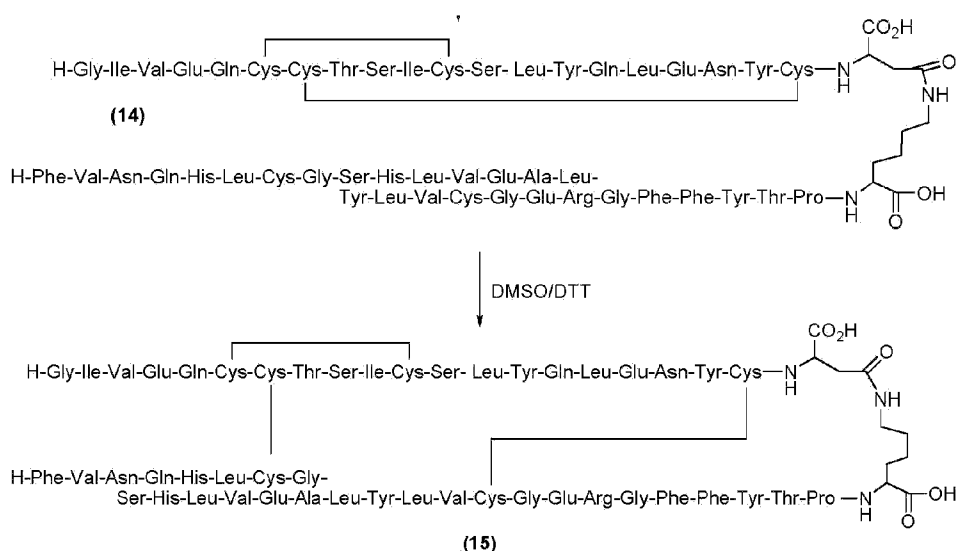 CO₂H
H-Gly-Ile-Val-Glu-Gln-Cys-Cys-Thr-Ser-Ile-Cys-Ser- Leu-Tyr-Gln-Leu-Glu-Asn-Tyr-Cys—N
H
O
NH
(14)
H-Phe-Val-Asn-Gln-His-Leu-Cys-Gly-Ser-His-Leu-Val-Glu-Ala-Leu-
Tyr-Leu-Val-Cys-Gly-Glu-Arg-Gly-Phe-Phe-Tyr-Thr-Pro—N
H
OH
O
DMSO/DTT
CO₂H
H-Gly-Ile-Val-Glu-Gln-Cys-Cys-Thr-Ser-Ile-Cys-Ser- Leu-Tyr-Gln-Leu-Glu-Asn-Tyr-Cys—N
H
O
NH
H-Phe-Val-Asn-Gln-His-Leu-Cys-Gly-
Ser-His-Leu-Val-Glu-Ala-Leu-Tyr-Leu-Val-Cys-Gly-Glu-Arg-Gly-Phe-Phe-Tyr-Thr-Pro —N
H
OH
O
(15)